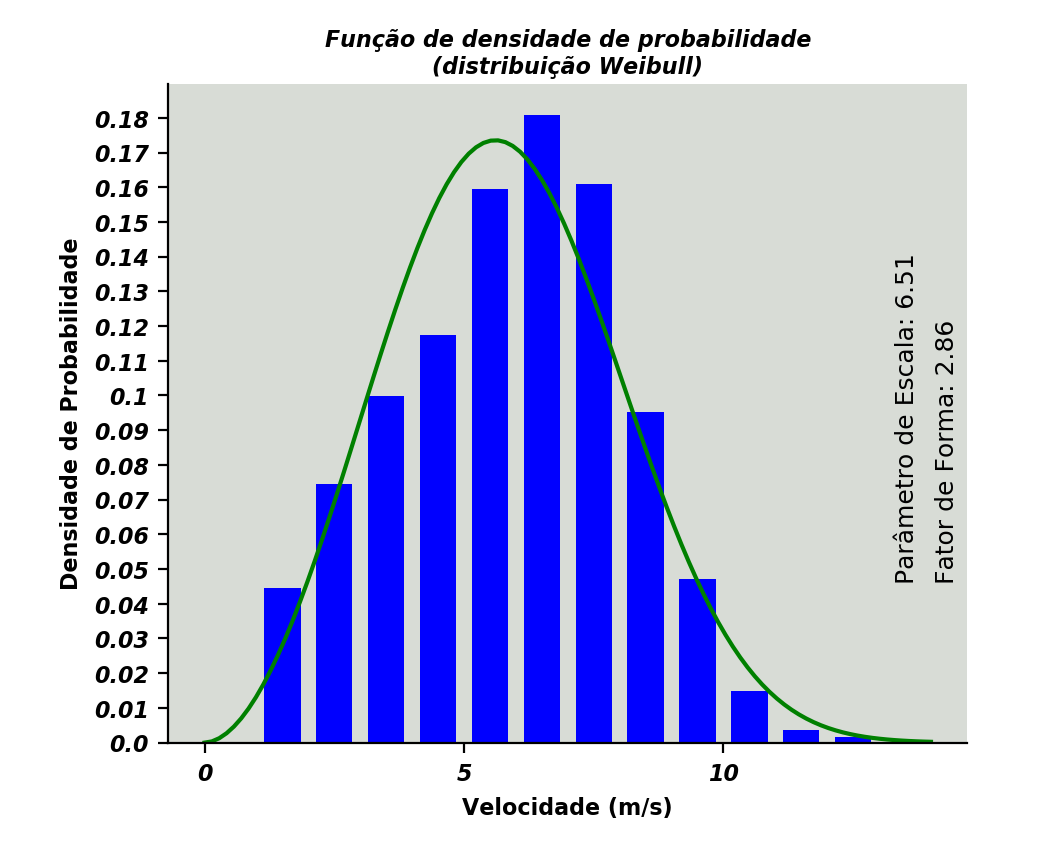 Função de densidade de probabilidade
(distribuição Weibull)
Densidade de Probabilidade
0.18
0.17
0.16
0.15
0.14
0.13
0.12
0.11
0.1
0.09
0.08
0.07
0.06
0.05
0.04
0.03
0.02
0.01
0.0
0 5 10
Velocidade (m/s)
Parâmetro de Escala: 6.51
Fator de Forma: 2.86